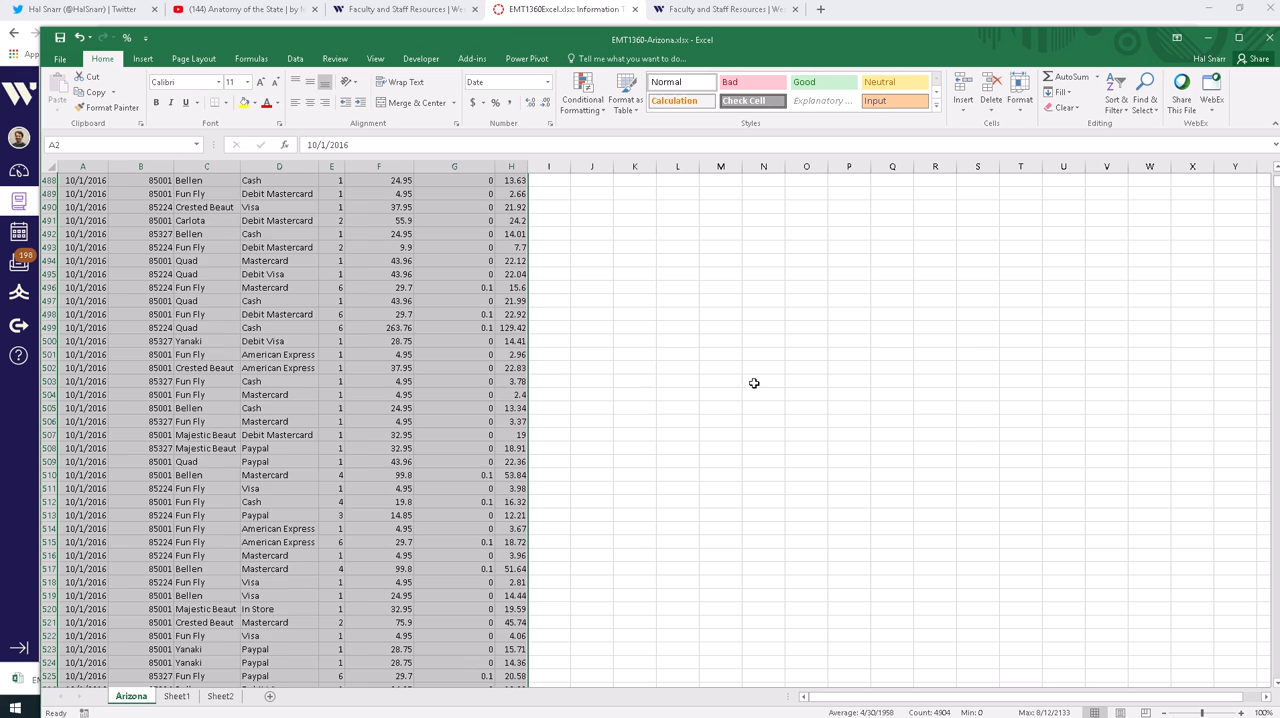 Hal Snarr (@HalSnarr) / Twitter × (144) Anatomy of the State | by M × Faculty and Staff Resources | Wes × EMT1360Excel.xlsx: Information T × Faculty and Staff Resources | Wes × +
App
198
EM
EMT1360-Arizona.xlsx - Excel
File Home Insert Page Layout Formulas Data Review View Developer Add-ins Power Pivot Tell me what you want to do... Hal Snarr Share
Paste Cut Copy Format Painter Clipboard
Calibri 11 B I U A Font
Wrap Text Merge & Center Alignment
Date $ % , Number
Conditional Formatting Format as Table
Normal Bad Good Neutral
Calculation Check Cell Explanatory ... Input
Styles
Insert Delete Format Cells
AutoSum Fill Clear Sort & Filter Find & Select Editing
Share This File WebEx WebEx
A2 fx 10/1/2016
A B C D E F G H I J K L M N O P Q R S T U V W X Y
488 10/1/2016 85001 Bellen Cash 1 24.95 0 13.63
489 10/1/2016 85001 Fun Fly Debit Mastercard 1 4.95 0 2.66
490 10/1/2016 85224 Crested Beaut Visa 1 37.95 0 21.92
491 10/1/2016 85001 Carlota Debit Mastercard 2 55.9 0 24.2
492 10/1/2016 85327 Bellen Cash 1 24.95 0 14.01
493 10/1/2016 85224 Fun Fly Debit Mastercard 2 9.9 0 7.7
494 10/1/2016 85001 Quad Mastercard 1 43.96 0 22.12
495 10/1/2016 85224 Quad Debit Visa 1 43.96 0 22.04
496 10/1/2016 85224 Fun Fly Mastercard 6 29.7 0.1 15.6
497 10/1/2016 85001 Quad Cash 1 43.96 0 21.99
498 10/1/2016 85001 Fun Fly Debit Mastercard 6 29.7 0.1 22.92
499 10/1/2016 85224 Quad Cash 6 263.76 0.1 129.42
500 10/1/2016 85327 Yanaki Debit Visa 1 28.75 0 14.41
501 10/1/2016 85001 Fun Fly American Express 1 4.95 0 2.96
502 10/1/2016 85001 Crested Beaut American Express 1 37.95 0 22.83
503 10/1/2016 85327 Fun Fly Cash 1 4.95 0 3.78
504 10/1/2016 85001 Fun Fly Mastercard 1 4.95 0 2.4
505 10/1/2016 85001 Bellen Cash 1 24.95 0 13.34
506 10/1/2016 85327 Fun Fly Mastercard 1 4.95 0 3.37
507 10/1/2016 85001 Majestic Beaut Debit Mastercard 1 32.95 0 19
508 10/1/2016 85327 Majestic Beaut Paypal 1 32.95 0 18.91
509 10/1/2016 85001 Quad Paypal 1 43.96 0 22.36
510 10/1/2016 85001 Bellen Mastercard 4 99.8 0.1 53.84
511 10/1/2016 85224 Fun Fly Visa 1 4.95 0 3.98
512 10/1/2016 85001 Fun Fly Cash 4 19.8 0.1 16.32
513 10/1/2016 85224 Fun Fly Paypal 3 14.85 0 12.21
514 10/1/2016 85001 Fun Fly American Express 1 4.95 0 3.67
515 10/1/2016 85224 Fun Fly American Express 6 29.7 0.1 18.72
516 10/1/2016 85224 Fun Fly Mastercard 1 4.95 0 3.96
517 10/1/2016 85001 Bellen Mastercard 4 99.8 0.1 51.64
518 10/1/2016 85224 Fun Fly Visa 1 4.95 0 2.81
519 10/1/2016 85001 Bellen Visa 1 24.95 0 14.44
520 10/1/2016 85001 Majestic Beaut In Store 1 32.95 0 19.59
521 10/1/2016 85001 Crested Beaut Mastercard 2 75.9 0 45.74
522 10/1/2016 85001 Fun Fly Visa 1 4.95 0 4.06
523 10/1/2016 85001 Yanaki Paypal 1 28.75 0 15.71
524 10/1/2016 85001 Yanaki Paypal 1 28.75 0 14.36
525 10/1/2016 85327 Fun Fly Paypal 6 29.7 0.1 20.58
Arizona Sheet1 Sheet2
Ready Average: 4/30/1958 Count: 4904 Min: 0 Max: 8/12/2133 100%